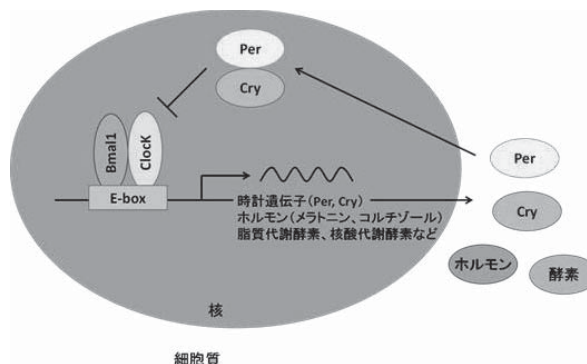 Per
Cry
Bmal1
ClocK
E-box
時計遺伝子(Per, Cry)
ホルモン(メラトニン、コルチゾール)
脂質代謝酵素、核酸代謝酵素など
Per
Cry
ホルモン
酵素
核
細胞質